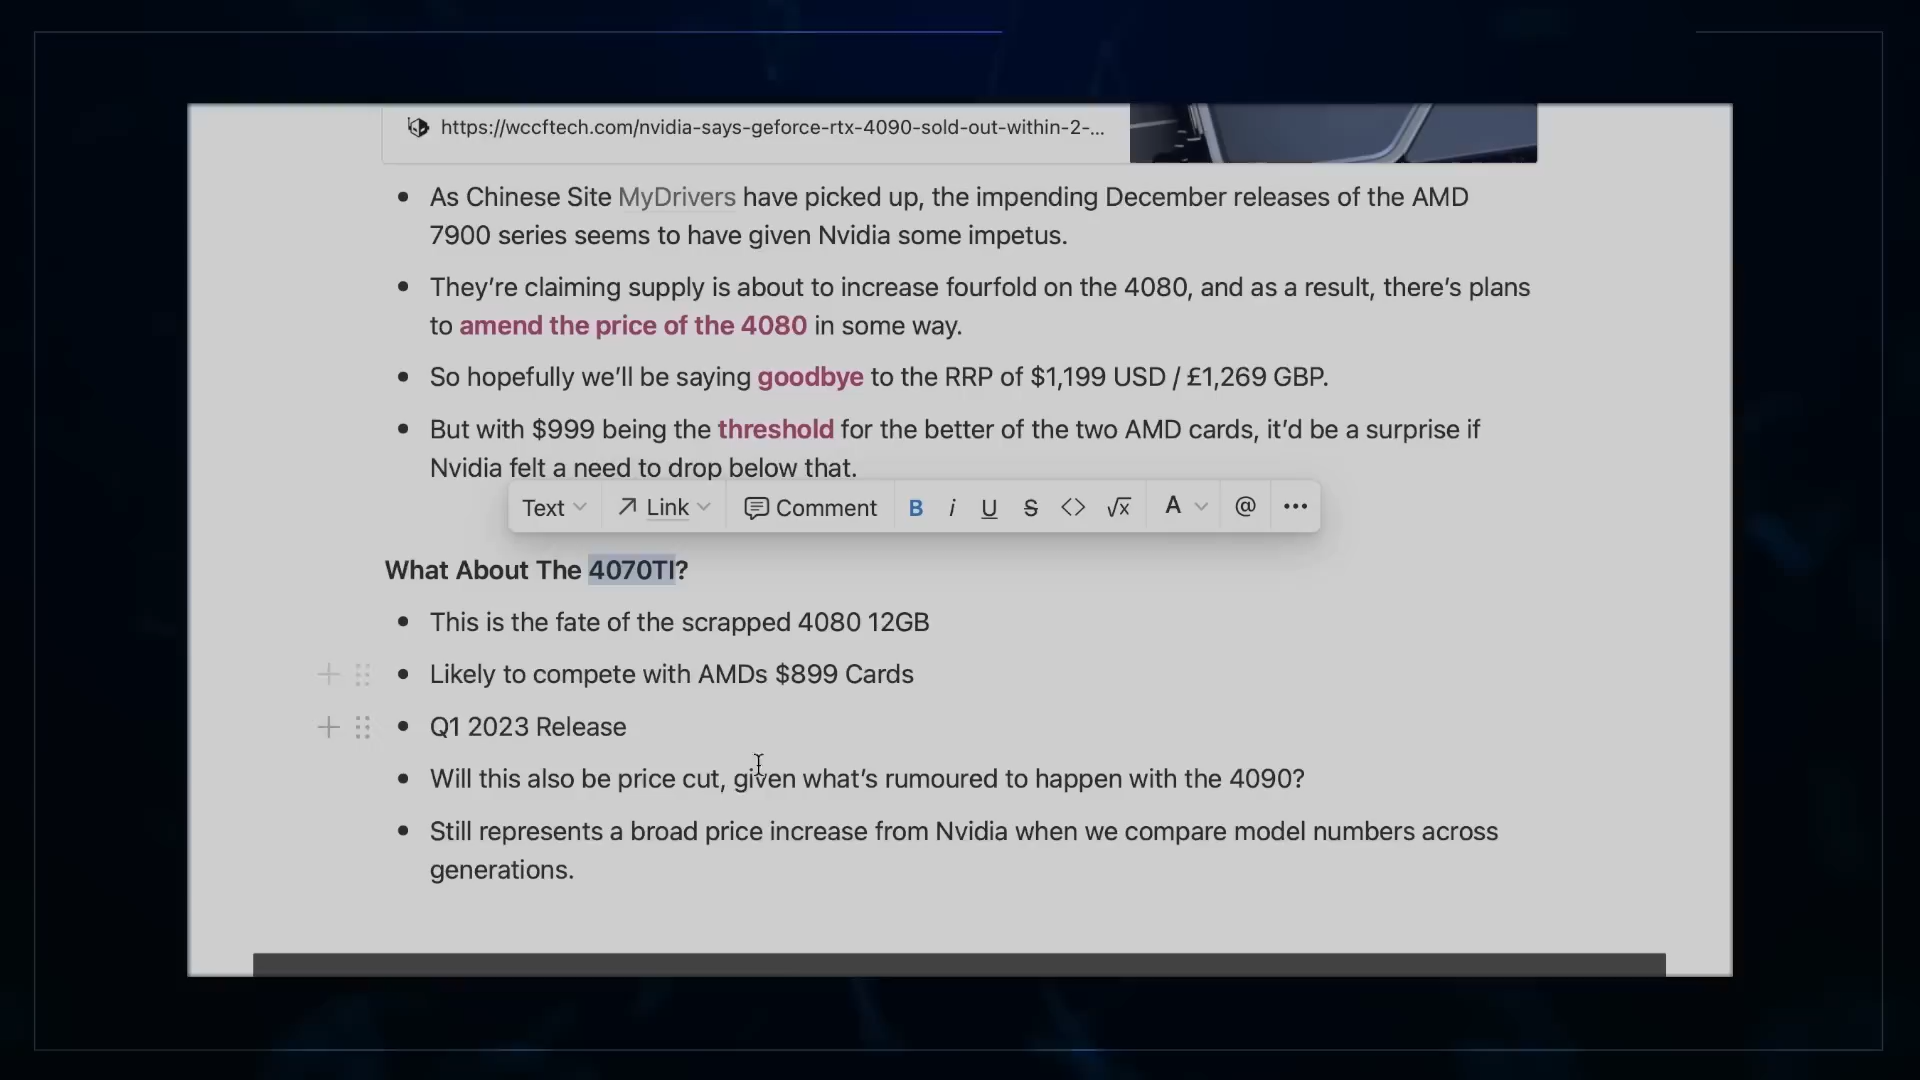 https://wccftech.com/nvidia-says-geforce-rtx-4090-sold-out-within-2-...
• As Chinese Site MyDrivers have picked up, the impending December releases of the AMD
7900 series seems to have given Nvidia some impetus.
• They’re claiming supply is about to increase fourfold on the 4080, and as a result, there’s plans
to amend the price of the 4080 in some way.
• So hopefully we’ll be saying goodbye to the RRP of $1,199 USD / £1,269 GBP.
• But with $999 being the threshold for the better of the two AMD cards, it’d be a surprise if
Nvidia felt a need to drop below that.
Text Link Comment B i U S <> √x A @ •••
What About The 4070TI?
• This is the fate of the scrapped 4080 12GB
• Likely to compete with AMDs $899 Cards
• Q1 2023 Release
• Will this also be price cut, given what’s rumoured to happen with the 4090?
• Still represents a broad price increase from Nvidia when we compare model numbers across
generations.